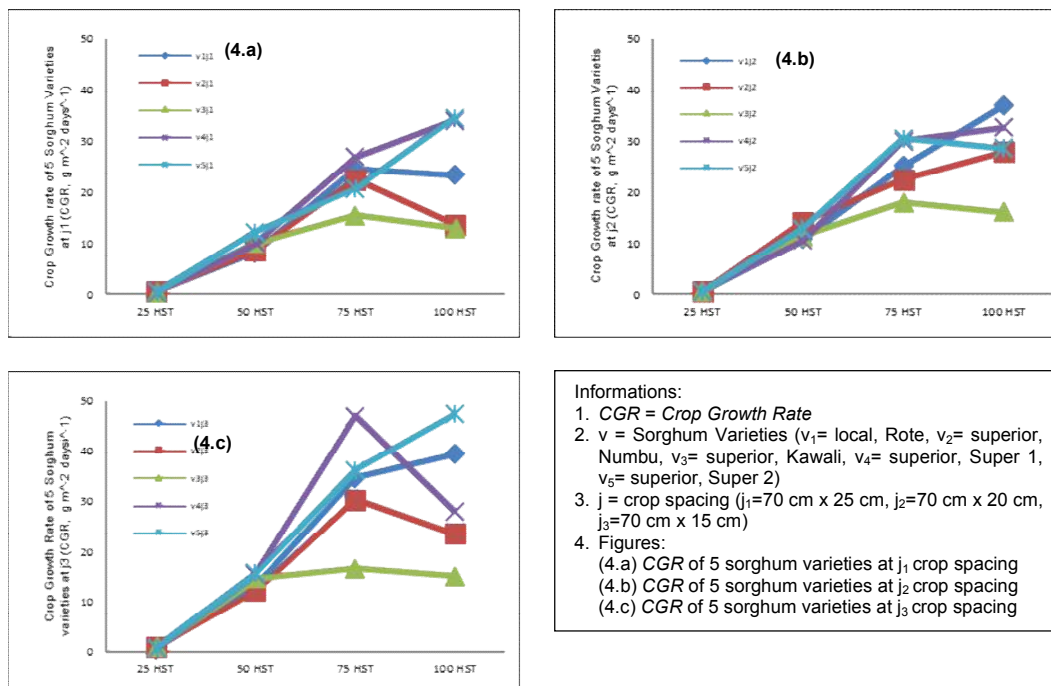 Crop Growth rate of 5 Sorghum Varieties
at j1 (CGR, g m^-2 days^-1)
50
40
30
20
10
0
v1j1
v2j1
v3j1
v4j1
v5j1
(4.a)
25 HST 50 HST 75 HST 100 HST
Crop Growth rate of 5 Sorghum Varietis
at j2 (CGR, g m^-2 days^-1)
50
40
30
20
10
0
v1j2
v2j2
v3j2
v4j2
v5j2
(4.b)
25 HST 50 HST 75 HST 100 HST
Crop Growth Rate of 5 Sorghum
varieties at j3 (CGR, g m^-2 days^-1)
50
40
30
20
10
0
v1j3
(4.c)
v3j3
v4j3
v5j3
25 HST 50 HST 75 HST 100 HST
Informations:
1. CGR = Crop Growth Rate
2. v = Sorghum Varieties (v₁= local, Rote, v₂= superior,
Numbu, v₃= superior, Kawali, v₄= superior, Super 1,
v₅= superior, Super 2)
3. j = crop spacing (j₁=70 cm x 25 cm, j₂=70 cm x 20 cm,
j₃=70 cm x 15 cm)
4. Figures:
(4.a) CGR of 5 sorghum varieties at j₁ crop spacing
(4.b) CGR of 5 sorghum varieties at j₂ crop spacing
(4.c) CGR of 5 sorghum varieties at j₃ crop spacing